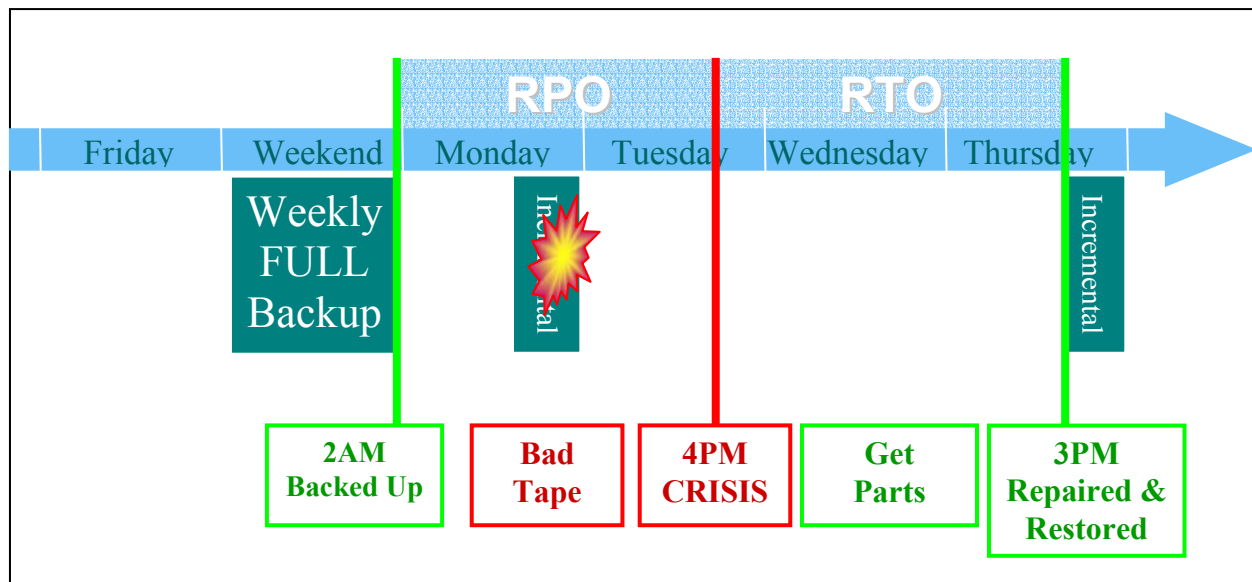 RPO
RTO
Friday
Weekend
Monday
Tuesday
Wednesday
Thursday
Weekly
FULL
Backup
Incremental
2AM
Backed Up
Bad
Tape
4PM
CRISIS
Get
Parts
3PM
Repaired &
Restored